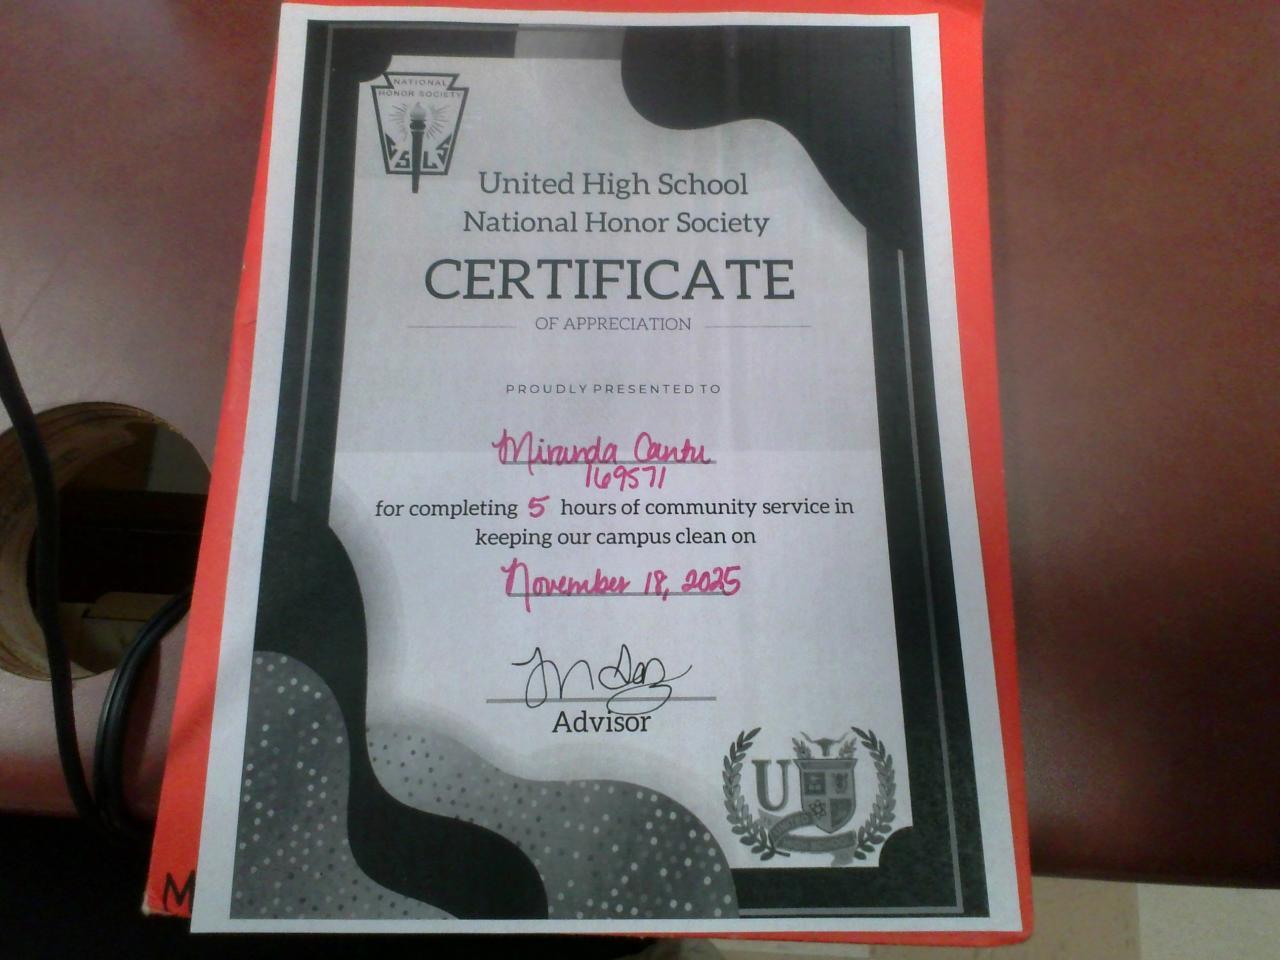 NATIONAL
HONOR SOCIETY
CSLS
United High School
National Honor Society
CERTIFICATE
OF APPRECIATION
PROUDLY PRESENTED TO
Miranda Cantu
169571
for completing 5 hours of community service in
keeping our campus clean on
November 18, 2025
Advisor
U
M